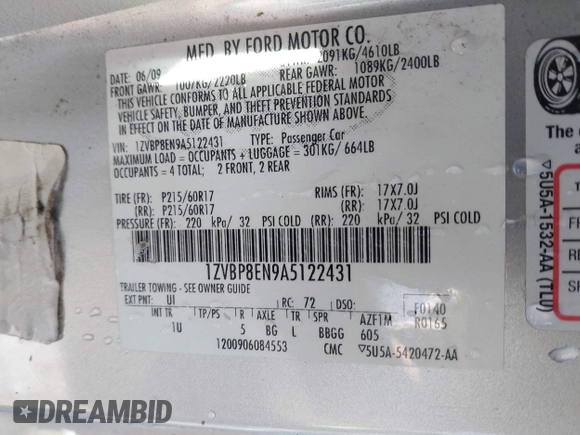 MFD. BY FORD MOTOR CO.
DATE: 06/09
2091KG/4610LB
FRONT GAWR: 1007KG/2220LB
REAR GAWR: 1089KG/2400LB
THIS VEHICLE CONFORMS TO ALL APPLICABLE FEDERAL MOTOR
VEHICLE SAFETY, BUMPER, AND THEFT PREVENTION STANDARDS
IN EFFECT ON THE DATE OF MANUFACTURE SHOWN ABOVE.
VIN: 1ZVBP8EN9A5122431 TYPE: Passenger Car
MAXIMUM LOAD = OCCUPANTS + LUGGAGE = 301KG/ 664LB
OCCUPANTS = 4 TOTAL; 2 FRONT, 2 REAR
TIRE (FR): P215/60R17 RIMS (FR): 17X7.0J
(RR): P215/60R17 (RR): 17X7.0J
PRESSURE (FR): 220 kPa/ 32 PSI COLD (RR): 220 kPa/ 32 PSI COLD
1ZVBP8EN9A5122431
TRAILER TOWING - SEE OWNER GUIDE
EXT PNT: UI RC: 72 DSO: F0140
R0165
INT TR TP/PS R AXLE TR SPR AZF1M
1U 5 BG L BBGG 605
1200906084553 CMC ▽5U5A-5420472-AA
The
▽5U5A-1532-AA (TLU)
DREAMBID